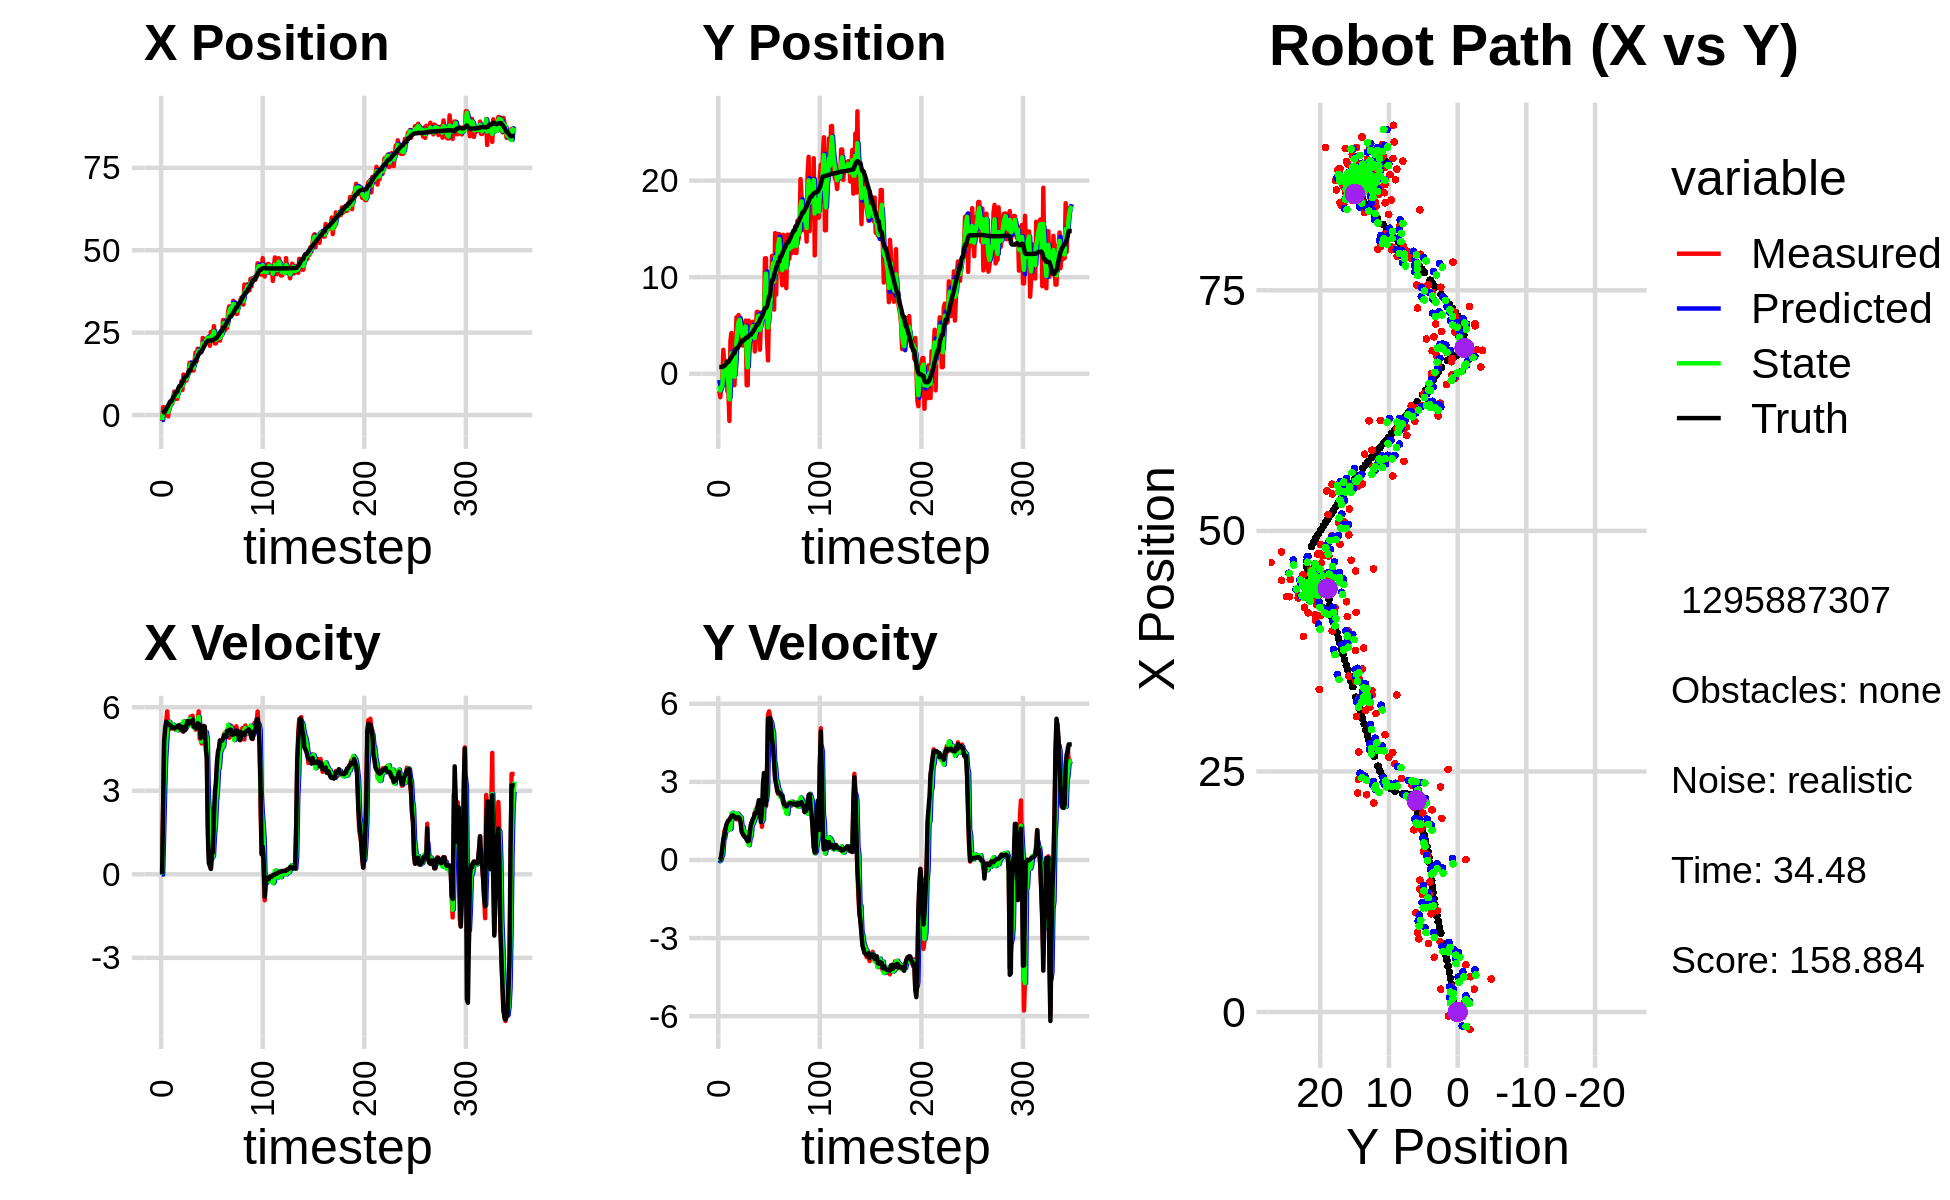 X Position
75
50
25
0
0
100
200
300
timestep
Y Position
20
10
0
0
100
200
300
timestep
X Velocity
6
3
0
-3
0
100
200
300
timestep
Y Velocity
6
3
0
-3
-6
0
100
200
300
timestep
Robot Path (X vs Y)
X Position
75
50
25
0
20 10 0 -10 -20
Y Position
variable
Measured
Predicted
State
Truth
1295887307
Obstacles: none
Noise: realistic
Time: 34.48
Score: 158.884